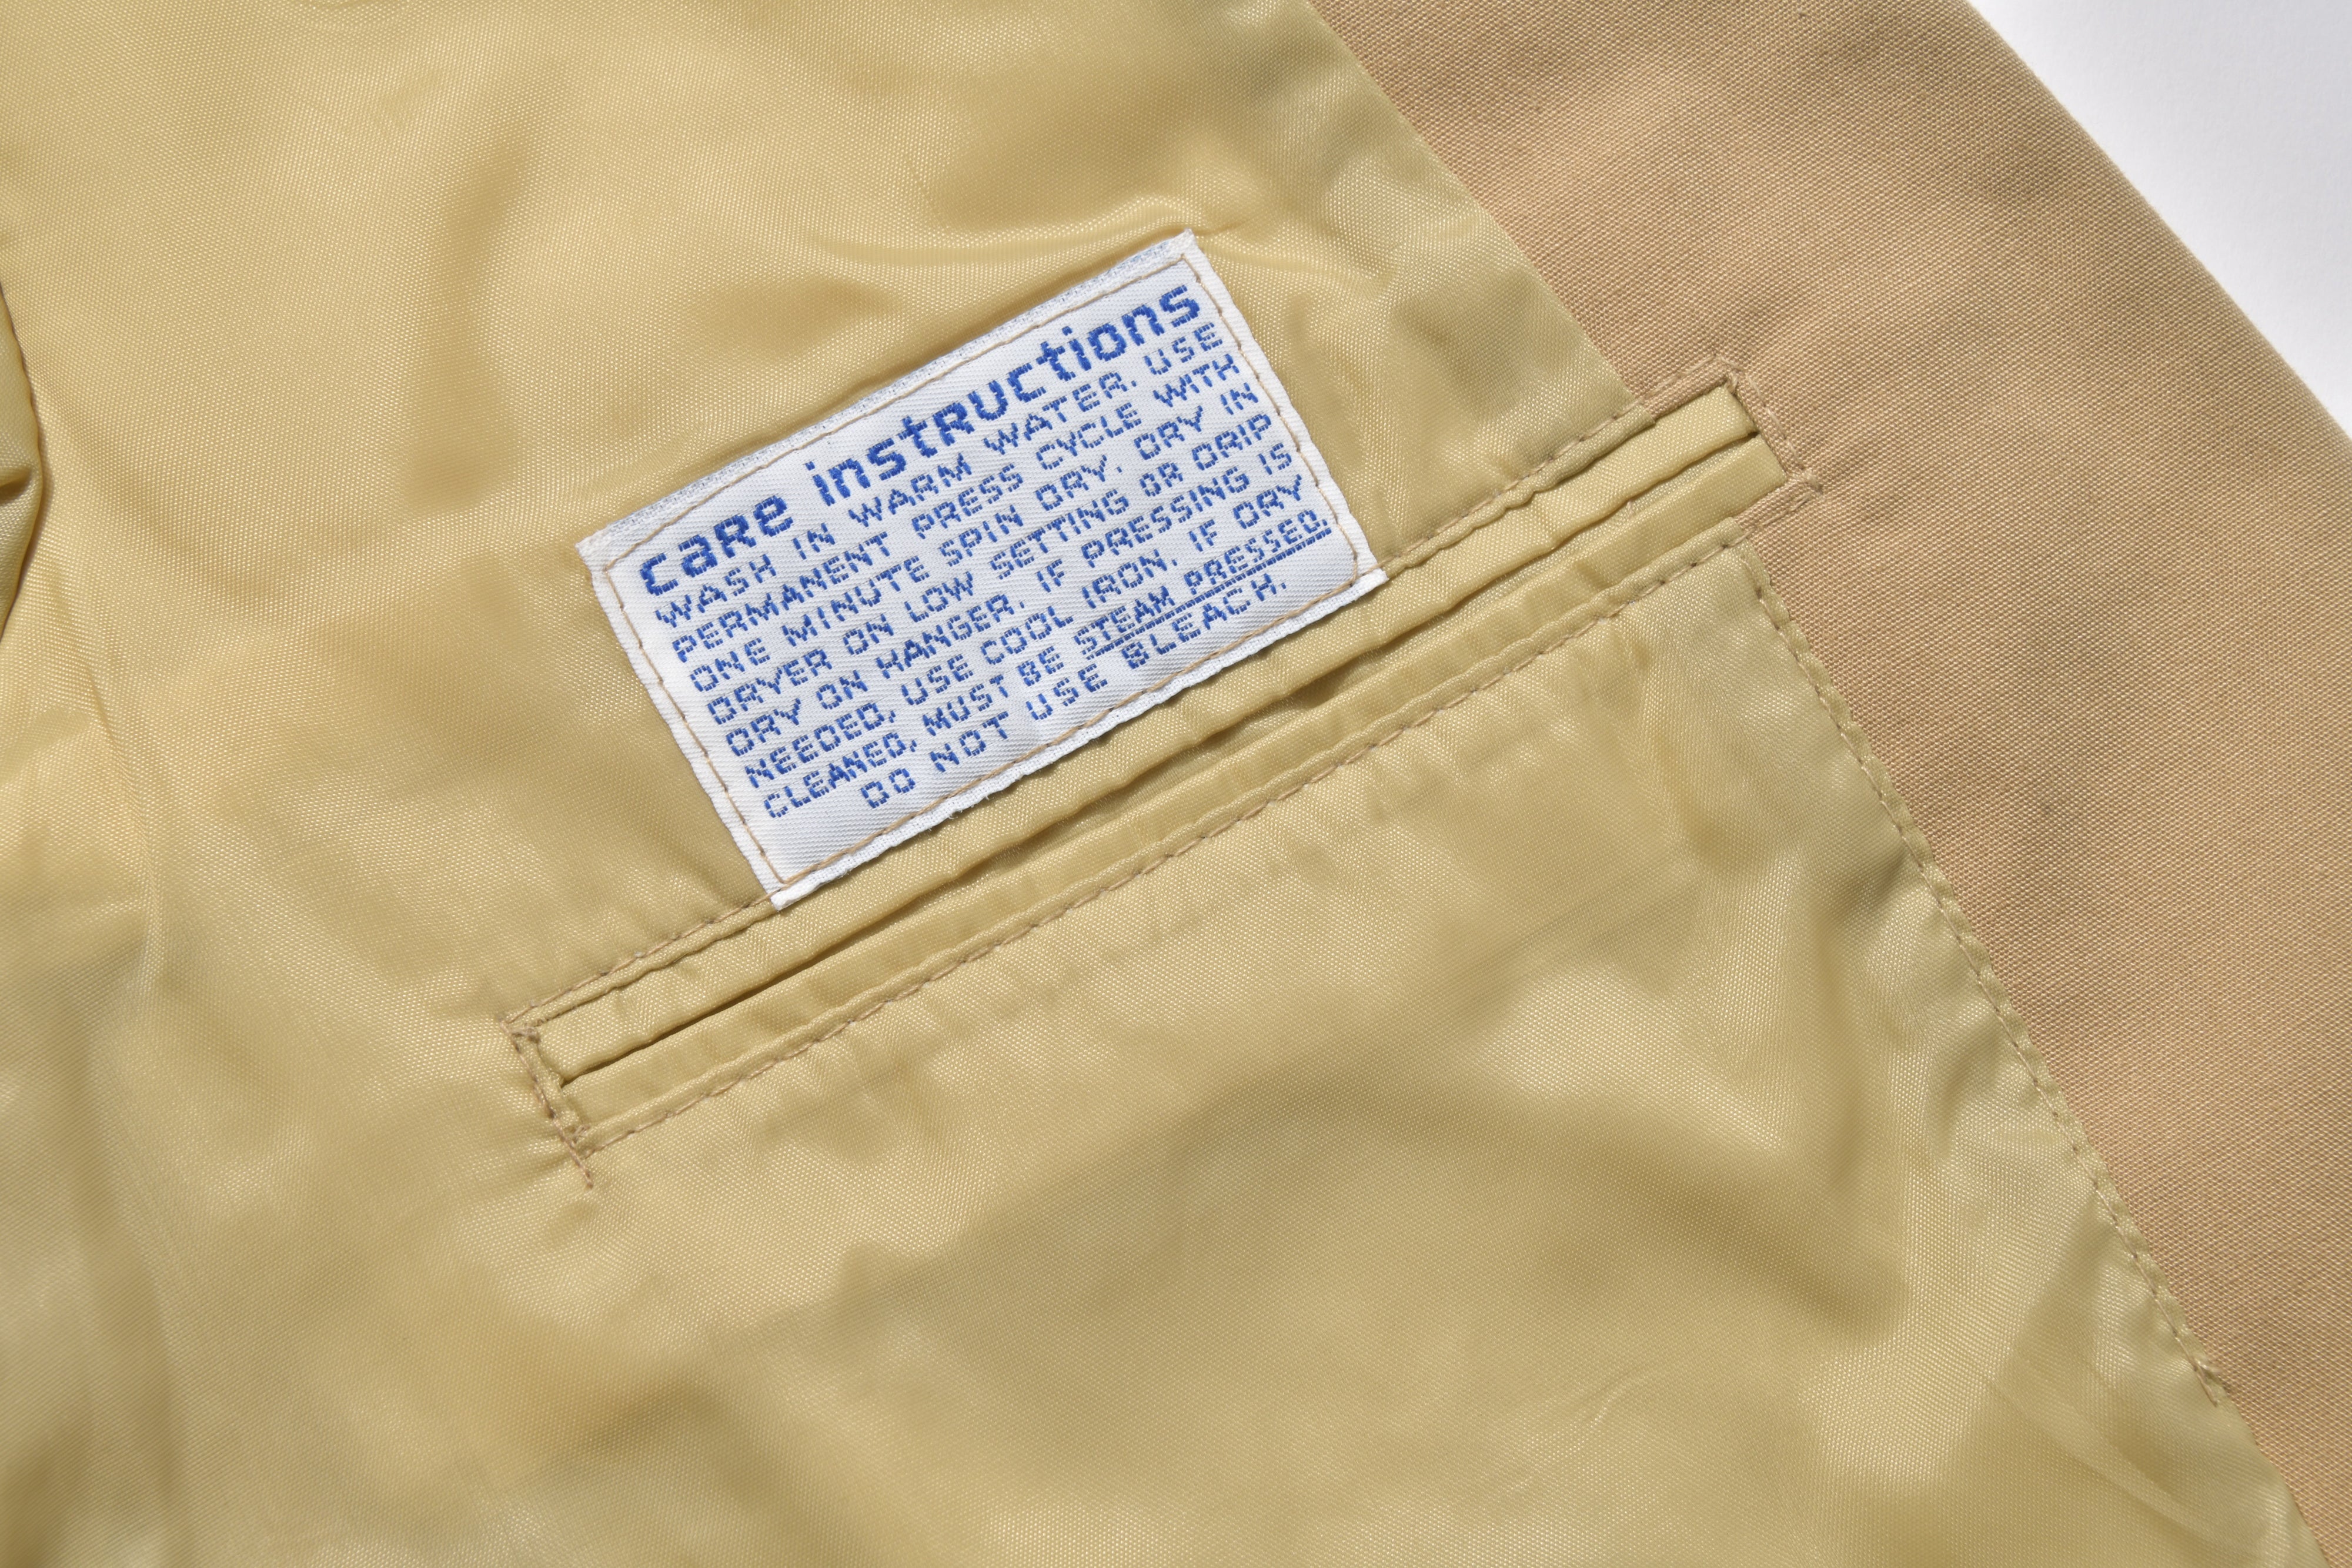 caRe instRuctions
WASH IN WARM WATER. USE
PERMANENT PRESS CYCLE WITH
ONE MINUTE SPIN DRY. DRY IN
DRYER ON LOW SETTING OR DRIP
DRY ON HANGER. IF PRESSING IS
NEEDED, USE COOL IRON. IF DRY
CLEANED, MUST BE STEAM PRESSED.
DO NOT USE BLEACH.